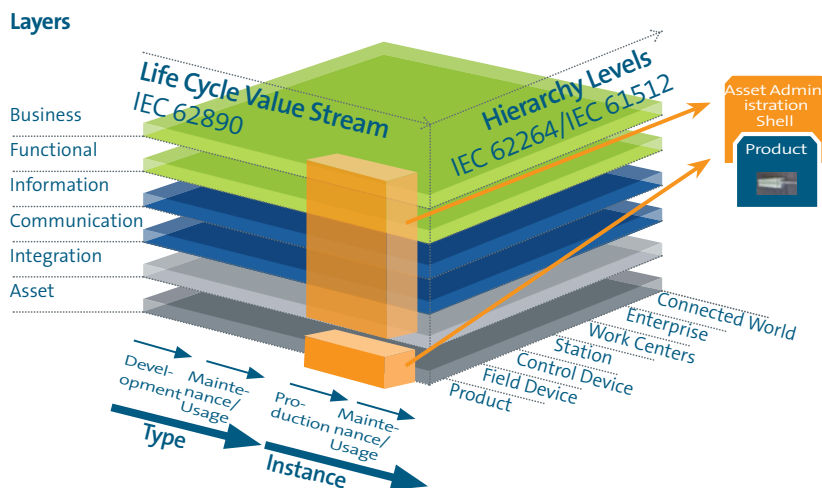 Layers
Life Cycle Value Stream
IEC 62890
Hierarchy Levels
IEC 62264/IEC 61512
Asset Admin-
istration
Shell
Product
Business
Functional
Information
Communication
Integration
Asset
Devel-
opment
Mainte-
nance/
Usage
Pro-
duction
Mainte-
nance/
Usage
Type
Instance
Connected World
Enterprise
Work Centers
Station
Control Device
Field Device
Product